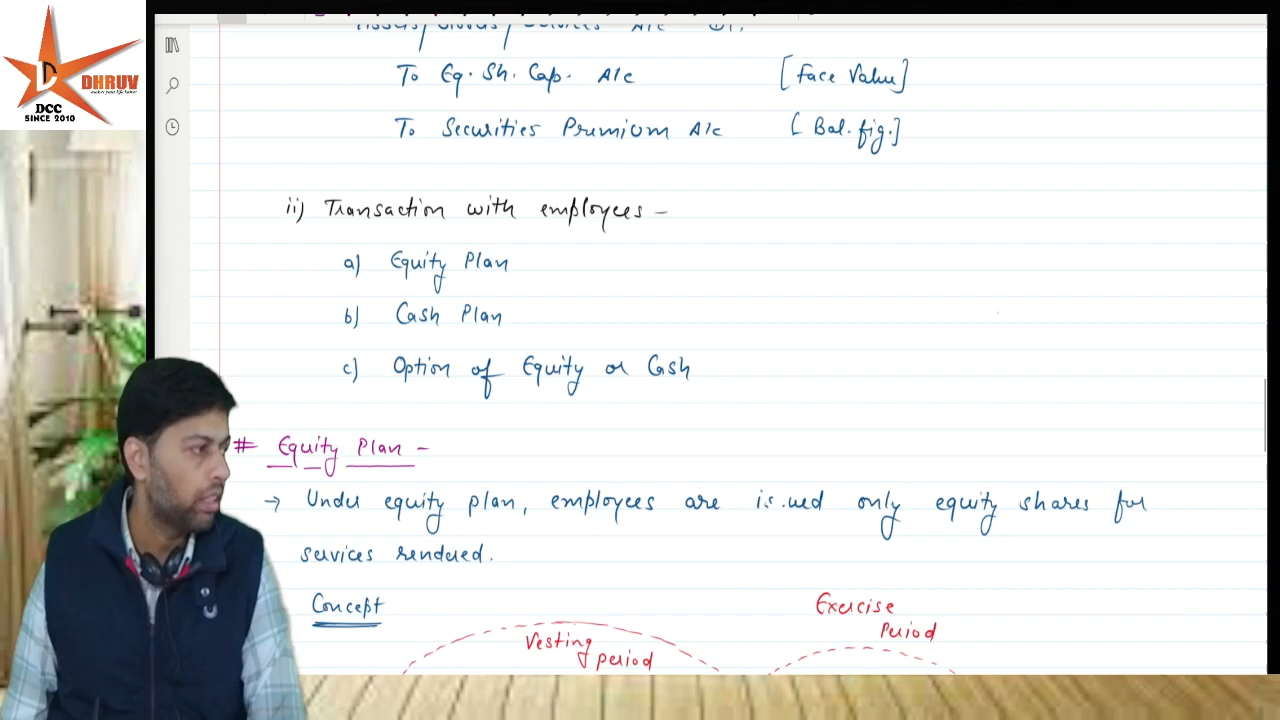 DHRUV
DCC
SINCE 2010
To Eq. Sh. Cap. A/c [Face Value]
To Securities Premium A/c [Bal. fig.]
ii) Transaction with employees -
a) Equity Plan
b) Cash Plan
c) Option of Equity or Cash
# Equity Plan -
→ Under equity plan, employees are is.ued only equity shares for
services rendered.
Concept
Exercise
Period
Vesting
period